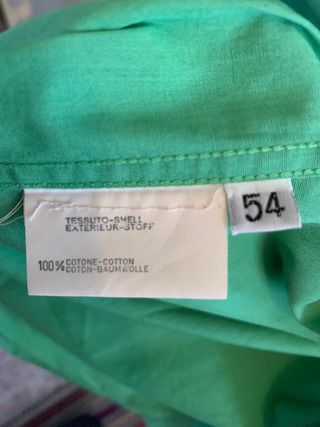 TESSUTO-SHELL
EXTERIEUR-STOFF
54
100% COTONE-COTTON
COTON-BAUMWOLLE